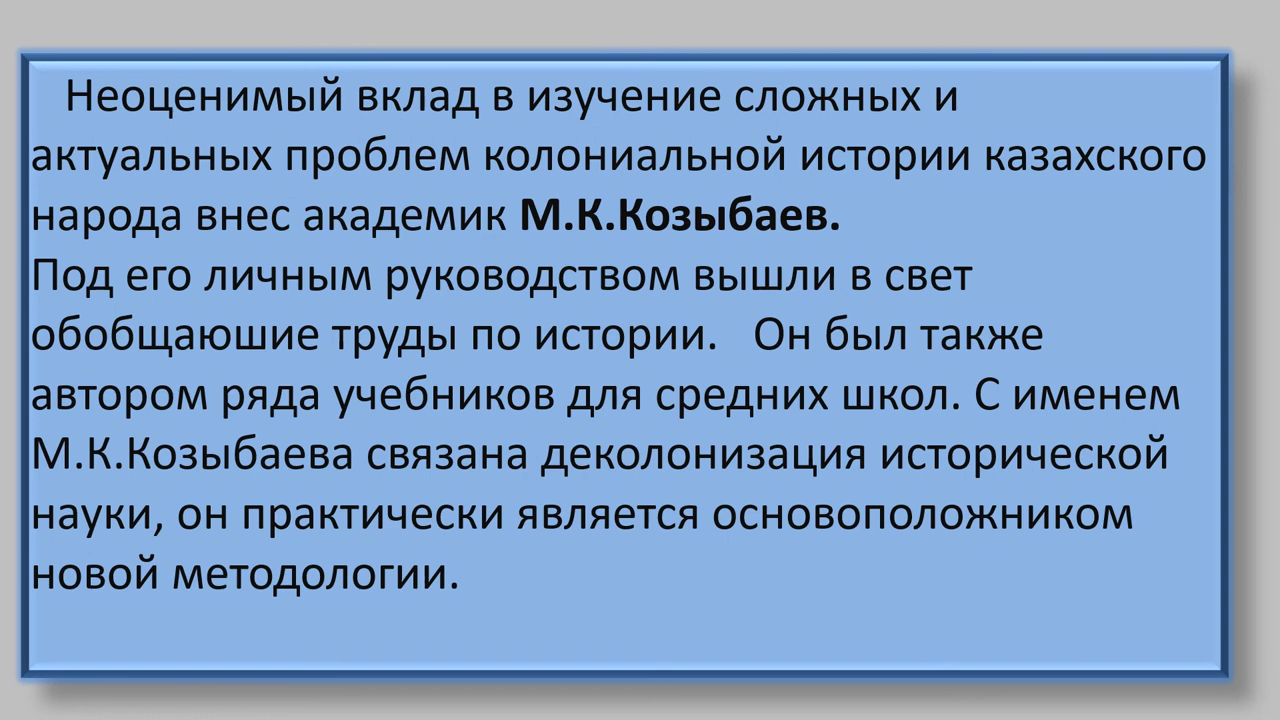 Неоценимый вклад в изучение сложных и
актуальных проблем колониальной истории казахского
народа внес академик М.К.Козыбаев.
Под его личным руководством вышли в свет
обобщаюшие труды по истории. Он был также
автором ряда учебников для средних школ. С именем
М.К.Козыбаева связана деколонизация исторической
науки, он практически является основоположником
новой методологии.